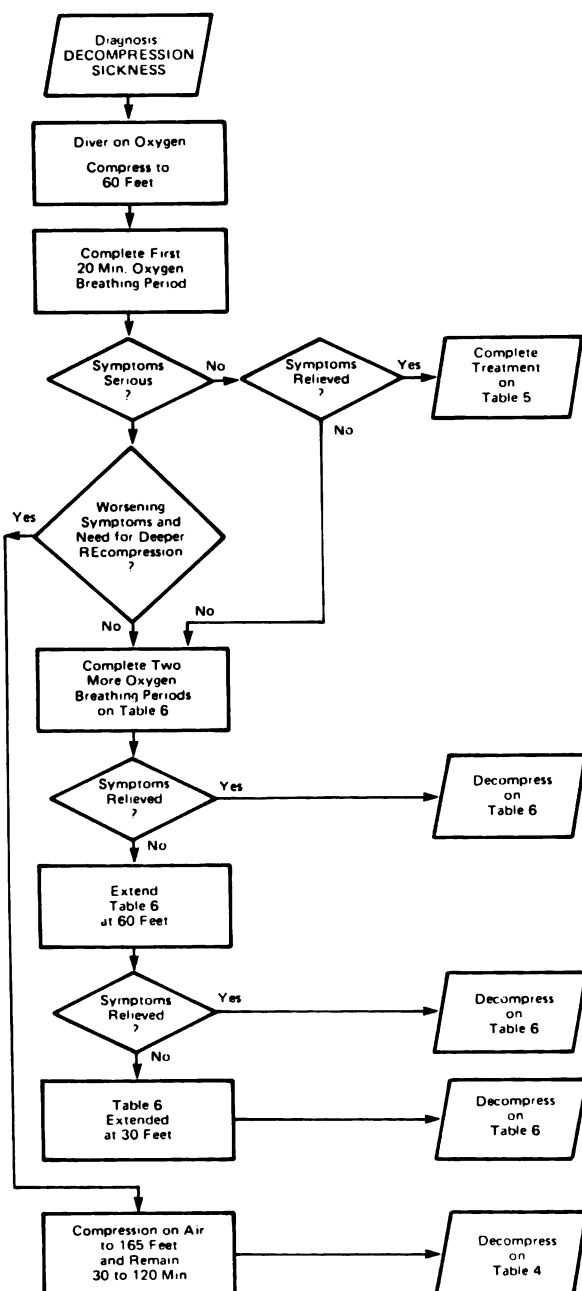 Diagnosis
DECOMPRESSION
SICKNESS
Diver on Oxygen
Compress to
60 Feet
Complete First
20 Min. Oxygen
Breathing Period
Symptoms
Serious
?
No
Symptoms
Relieved
?
Yes
Complete
Treatment
on
Table 5
No
Yes
Worsening
Symptoms and
Need for Deeper
REcompression
?
No
No
Complete Two
More Oxygen
Breathing Periods
on Table 6
Symptoms
Relieved
?
Yes
Decompress
on
Table 6
No
Extend
Table 6
at 60 Feet
Symptoms
Relieved
?
Yes
Decompress
on
Table 6
No
Table 6
Extended
at 30 Feet
Decompress
on
Table 6
Compression on Air
to 165 Feet
and Remain
30 to 120 Min
Decompress
on
Table 4